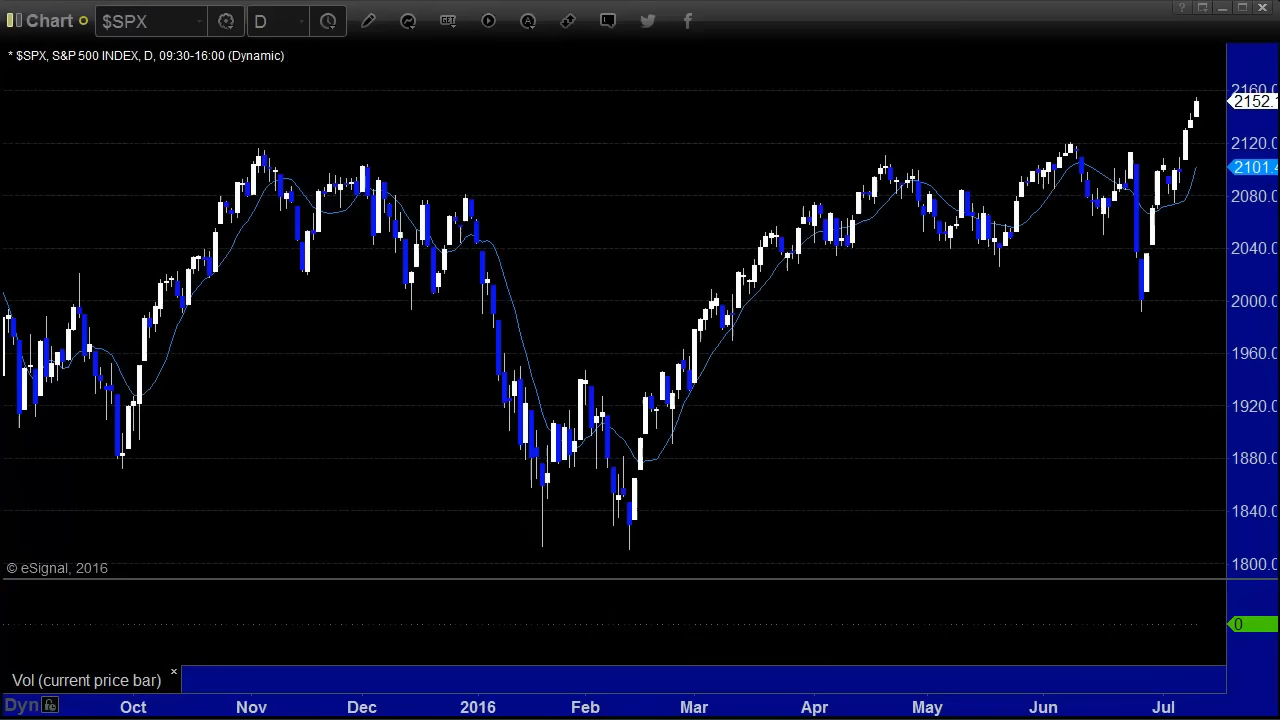 Chart $SPX D GET A
* $SPX, S&P 500 INDEX, D, 09:30-16:00 (Dynamic)
2160.0
2152.
2120.0
2101.4
2080.0
2040.0
2000.0
1960.0
1920.0
1880.0
1840.0
1800.0
© eSignal, 2016
0
Vol (current price bar) ×
Dyn
Oct Nov Dec 2016 Feb Mar Apr May Jun Jul